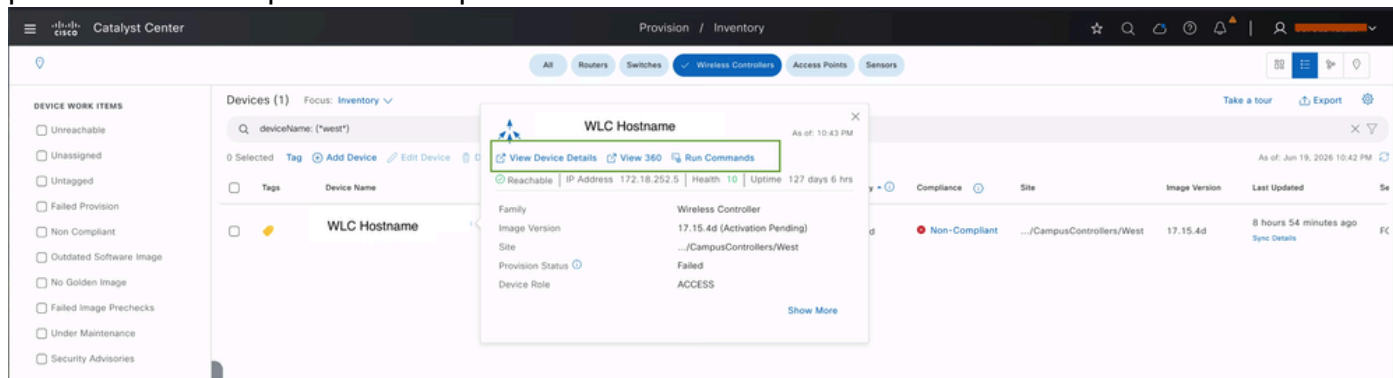 cisco Catalyst Center
Provision / Inventory
All Routers Switches Wireless Controllers Access Points Sensors
DEVICE WORK ITEMS
Unreachable
Unassigned
Untagged
Failed Provision
Non Compliant
Outdated Software Image
No Golden Image
Failed Image Prechecks
Under Maintenance
Security Advisories
Devices (1) Focus: Inventory
Take a tour Export
deviceName: (*west*)
0 Selected Tag Add Device Edit Device
As of: Jun 19, 2026 10:42 PM
Tags Device Name
Compliance Site Image Version Last Updated Se
WLC Hostname
Non-Compliant .../CampusControllers/West 17.15.4d 8 hours 54 minutes ago
Sync Details
WLC Hostname
As of: 10:43 PM
View Device Details View 360 Run Commands
Reachable | IP Address 172.18.252.5 | Health 10 | Uptime 127 days 6 hrs
Family Wireless Controller
Image Version 17.15.4d (Activation Pending)
Site .../CampusControllers/West
Provision Status Failed
Device Role ACCESS
Show More